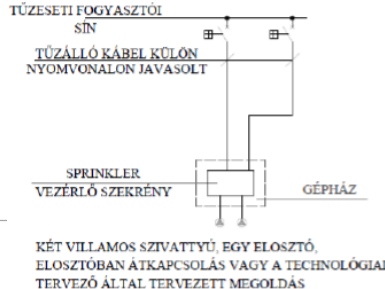 TŰZESETI FOGYASZTÓI
SÍN
TŰZÁLLÓ KÁBEL KÜLÖN
NYOMVONALON JAVASOLT
SPRINKLER
VEZÉRLŐ SZEKRÉNY
GÉPHÁZ
KÉT VILLAMOS SZIVATTYÚ, EGY ELOSZTÓ,
ELOSZTÓBAN ÁTKAPCSOLÁS VAGY A TECHNOLÓGIAI
TERVEZŐ ÁLTAL TERVEZETT MEGOLDÁS